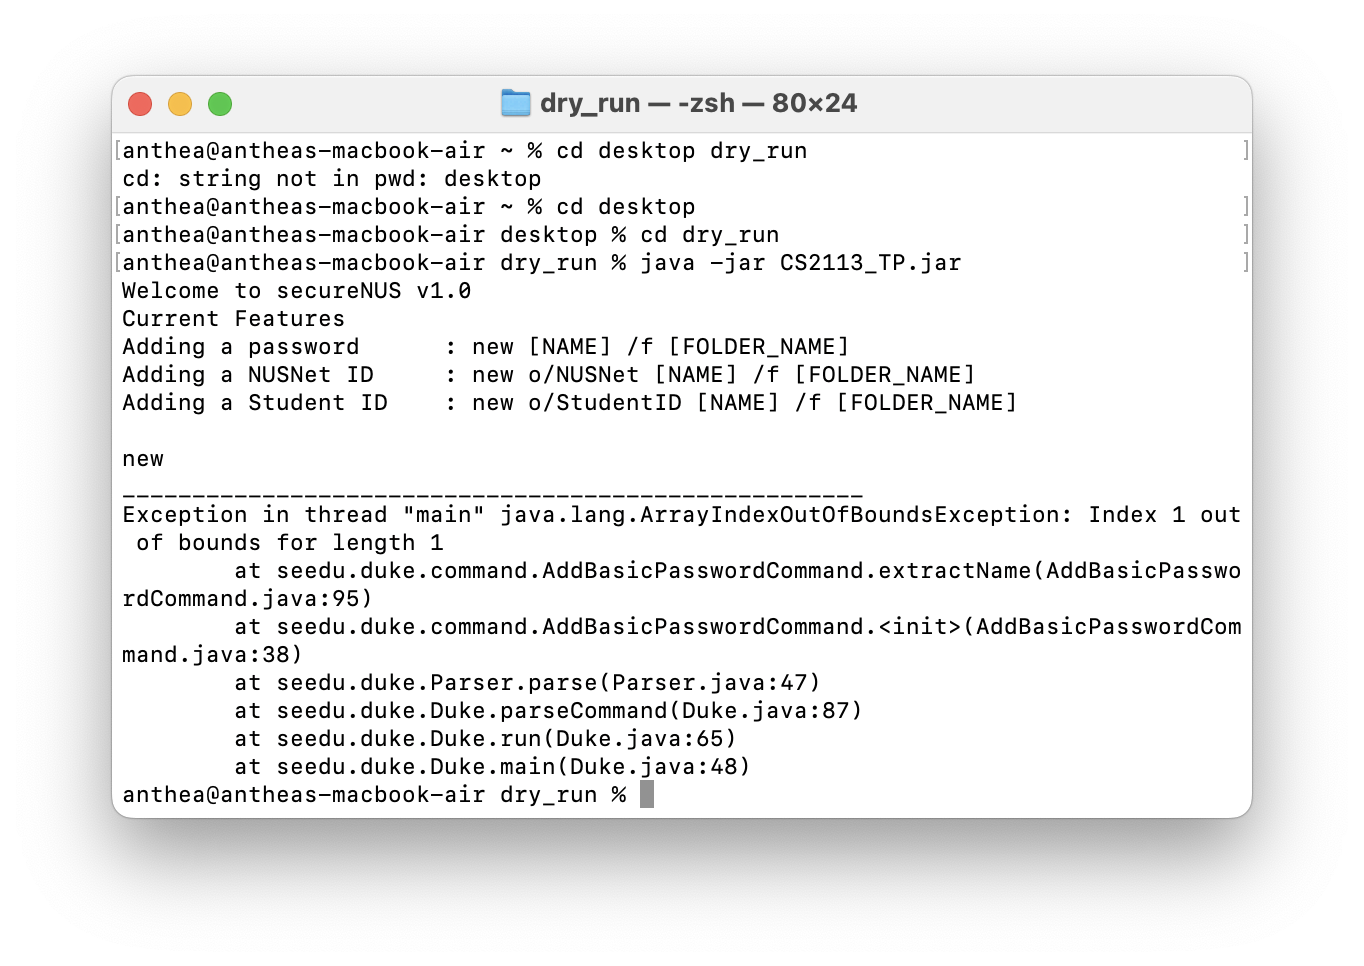 dry_run — -zsh — 80×24
[anthea@antheas-macbook-air ~ % cd desktop dry_run ]
cd: string not in pwd: desktop
[anthea@antheas-macbook-air ~ % cd desktop ]
[anthea@antheas-macbook-air desktop % cd dry_run ]
[anthea@antheas-macbook-air dry_run % java -jar CS2113_TP.jar ]
Welcome to secureNUS v1.0
Current Features
Adding a password      : new [NAME] /f [FOLDER_NAME]
Adding a NUSNet ID     : new o/NUSNet [NAME] /f [FOLDER_NAME]
Adding a Student ID    : new o/StudentID [NAME] /f [FOLDER_NAME]
new
_____________________________________________________
Exception in thread "main" java.lang.ArrayIndexOutOfBoundsException: Index 1 out
 of bounds for length 1
        at seedu.duke.command.AddBasicPasswordCommand.extractName(AddBasicPasswo
rdCommand.java:95)
        at seedu.duke.command.AddBasicPasswordCommand.<init>(AddBasicPasswordCom
mand.java:38)
        at seedu.duke.Parser.parse(Parser.java:47)
        at seedu.duke.Duke.parseCommand(Duke.java:87)
        at seedu.duke.Duke.run(Duke.java:65)
        at seedu.duke.Duke.main(Duke.java:48)
anthea@antheas-macbook-air dry_run %